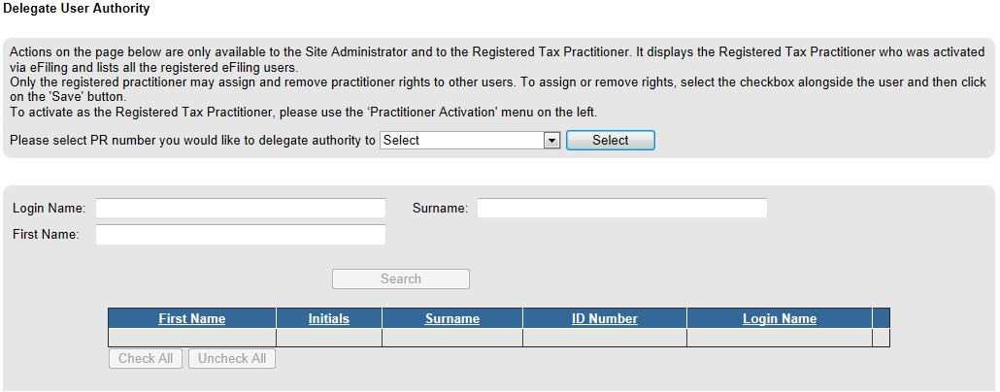 Delegate User Authority
Actions on the page below are only available to the Site Administrator and to the Registered Tax Practitioner. It displays the Registered Tax Practitioner who was activated
via eFiling and lists all the registered eFiling users.
Only the registered practitioner may assign and remove practitioner rights to other users. To assign or remove rights, select the checkbox alongside the user and then click
on the 'Save' button.
To activate as the Registered Tax Practitioner, please use the ‘Practitioner Activation’ menu on the left.
Please select PR number you would like to delegate authority to Select Select
Login Name: Surname:
First Name:
Search
First Name Initials Surname ID Number Login Name
Check All Uncheck All